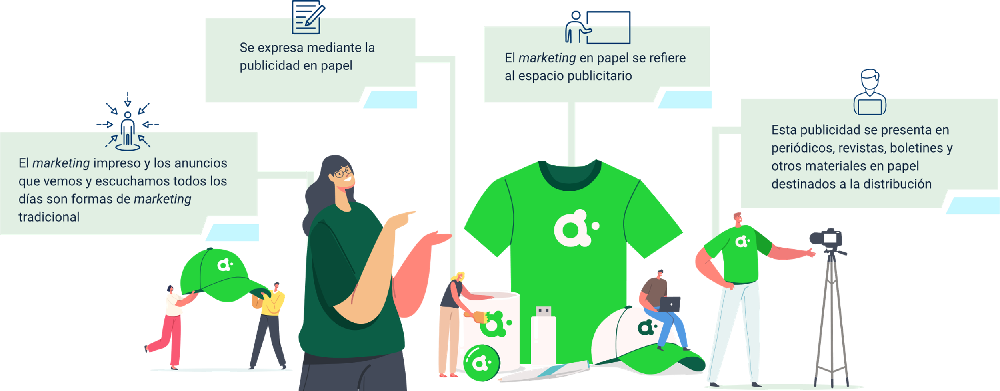 El marketing impreso y los anuncios
que vemos y escuchamos todos los
días son formas de marketing
tradicional
Se expresa mediante la
publicidad en papel
El marketing en papel se refiere
al espacio publicitario
Esta publicidad se presenta en
periódicos, revistas, boletines y
otros materiales en papel
destinados a la distribución